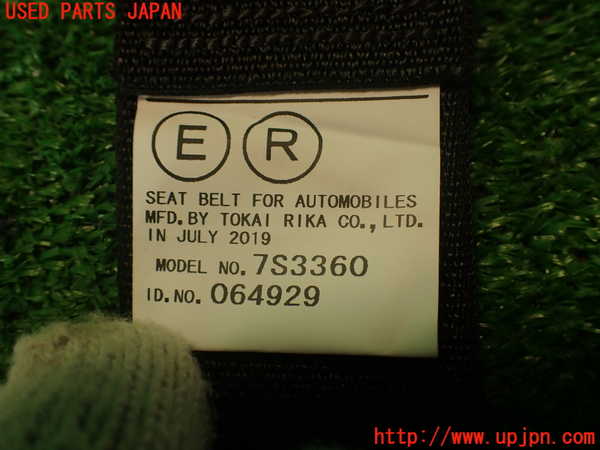 USED PARTS JAPAN
E R
SEAT BELT FOR AUTOMOBILES
MFD. BY TOKAI RIKA CO., LTD.
IN JULY 2019
MODEL NO. 7S3360
ID. NO. 064929
http://www.upjpn.com/